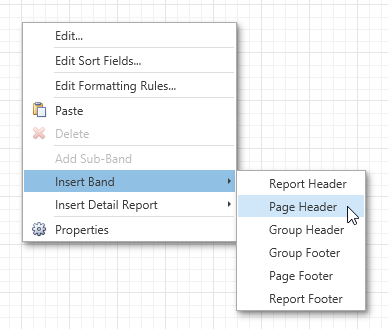 Edit...
Edit Sort Fields...
Edit Formatting Rules...
Paste
Delete
Add Sub-Band
Insert Band
Insert Detail Report
Properties
Report Header
Page Header
Group Header
Group Footer
Page Footer
Report Footer